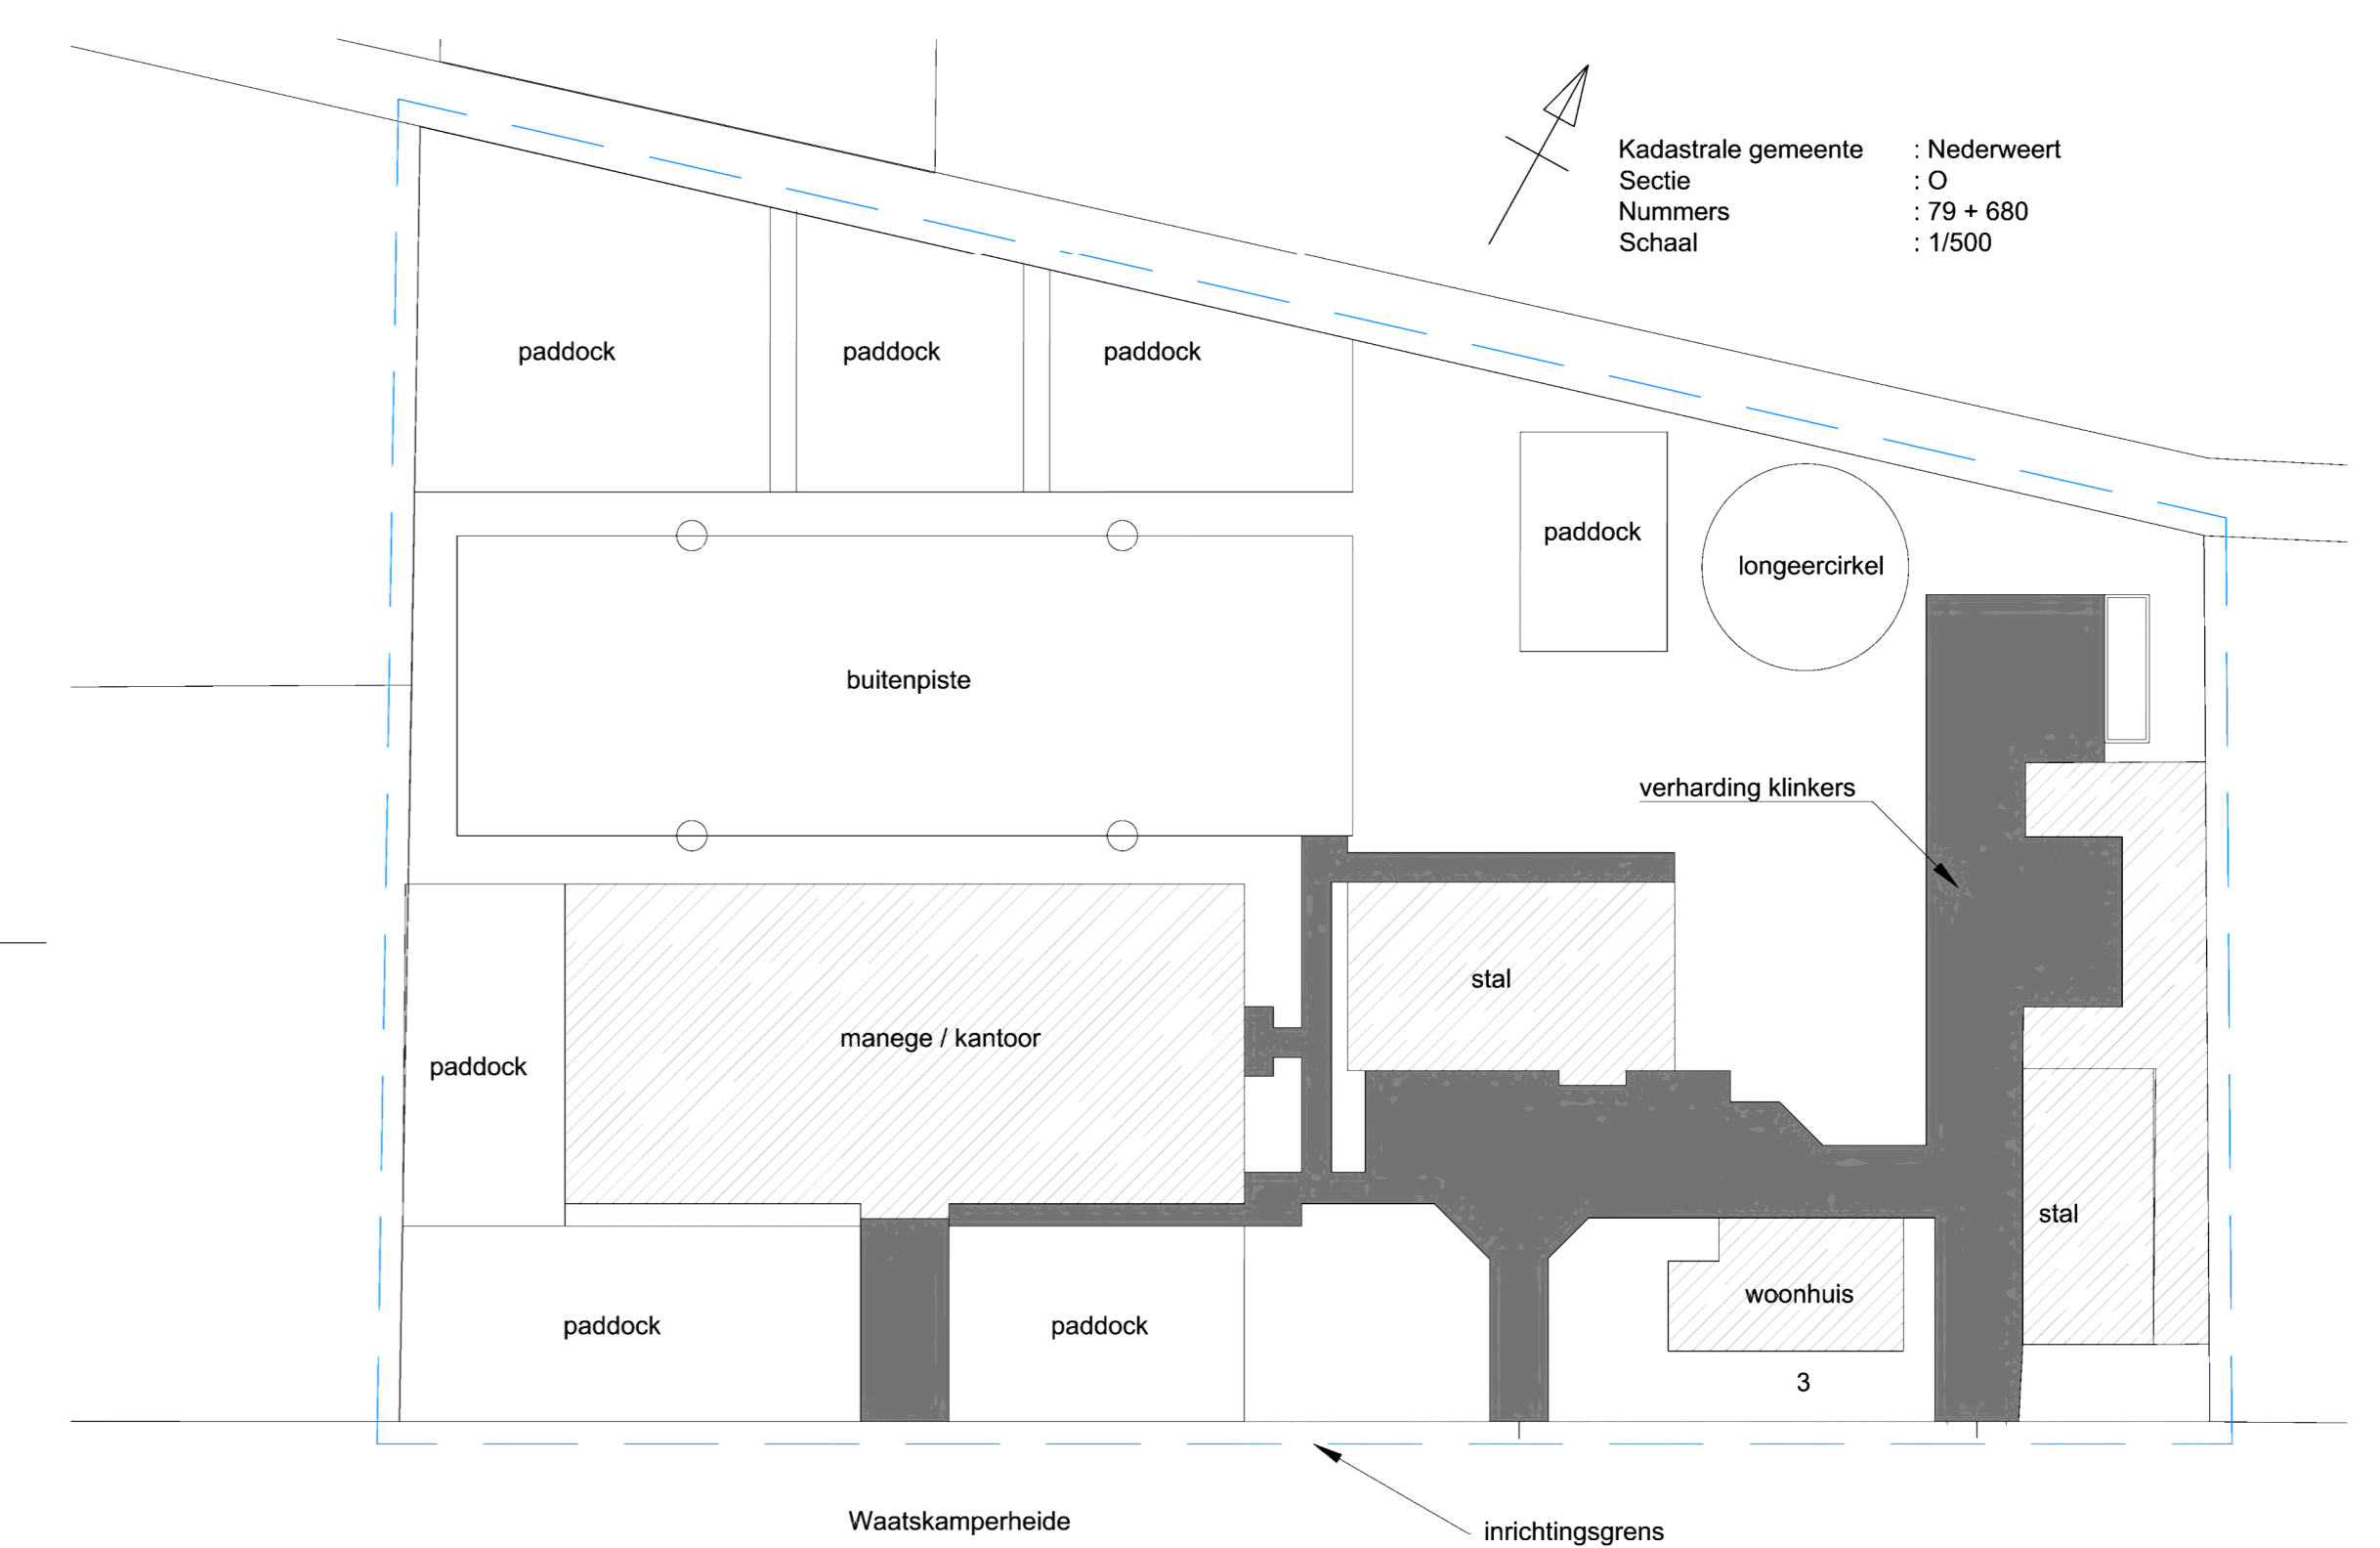 Kadastrale gemeente : Nederweert
Sectie : O
Nummers : 79 + 680
Schaal : 1/500
paddock
paddock
paddock
paddock
longeercirkel
buitenpiste
verharding klinkers
stal
manege / kantoor
paddock
stal
woonhuis
paddock
paddock
3
Waatskamperheide
inrichtingsgrens